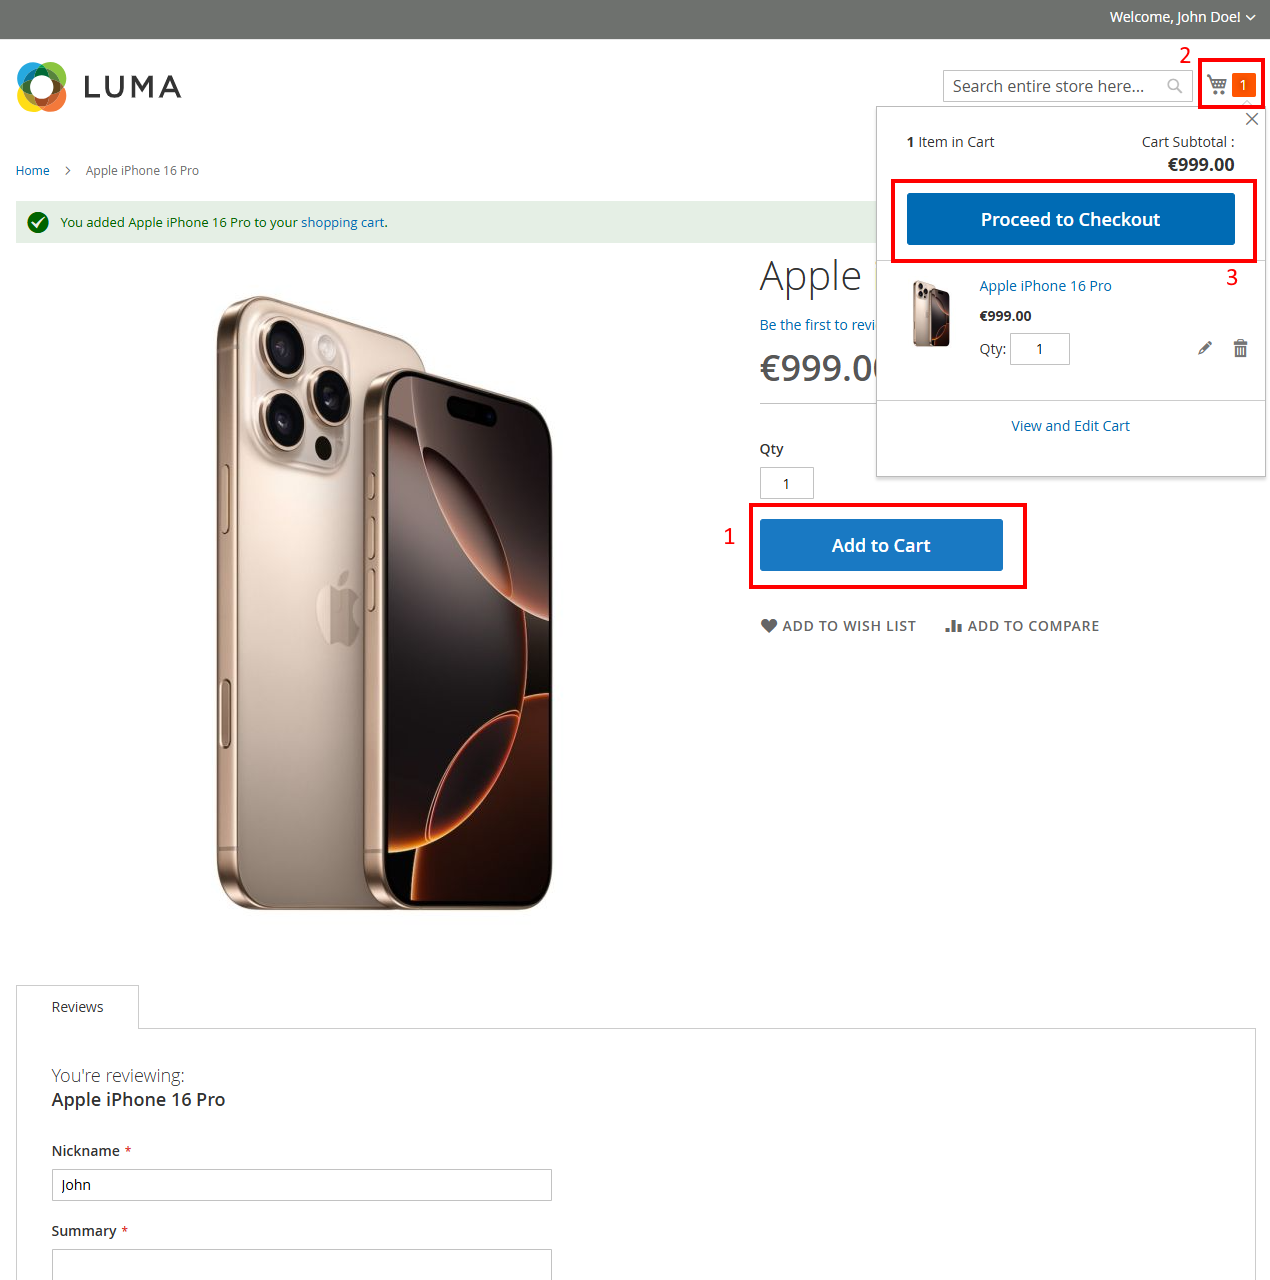 Welcome, John Doe!
2
LUMA
Search entire store here...
1
1 Item in Cart
Cart Subtotal :
€999.00
Home
Apple iPhone 16 Pro
Proceed to Checkout
You added Apple iPhone 16 Pro to your shopping cart.
3
Apple
Apple iPhone 16 Pro
€999.00
Be the first to revi
Qty: 1
€999.0
View and Edit Cart
Qty
1
1
Add to Cart
ADD TO WISH LIST
ADD TO COMPARE
Reviews
You're reviewing:
Apple iPhone 16 Pro
Nickname *
John
Summary *